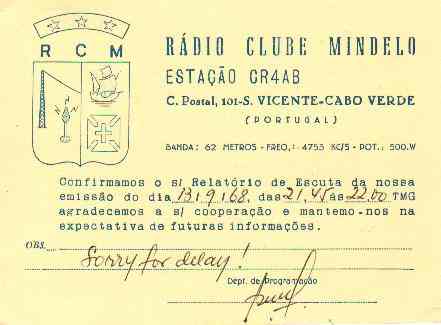 R C M
RÁDIO CLUBE MINDELO
ESTAÇÃO CR4AB
C. Postal, 101-S. VICENTE-CABO VERDE
(PORTUGAL)
BANDA: 62 METROS - FREQ,: 4755 KC/S - POT.: 500.W
Confirmamos o s/ Relatório de Escuta da nossa
emissão do dia 13.9.68, das 21.45 às 22.00 TMG
agradecemos a s/ cooperação e mantemo-nos na
expectativa de futuras informações.
OBS. Sorry for delay!
Dept. de Programação